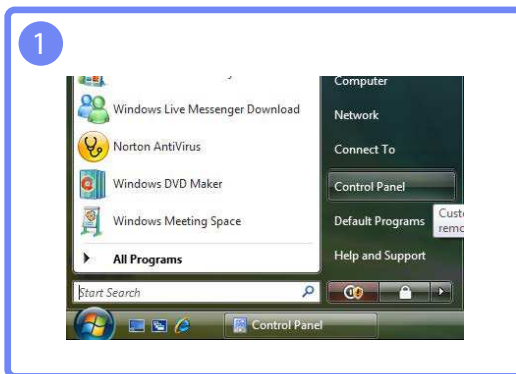 1
Windows Live Messenger Download
Norton AntiVirus
Windows DVD Maker
Windows Meeting Space
All Programs
Start Search
Computer
Network
Connect To
Control Panel
Default Programs
Help and Support
Control Panel